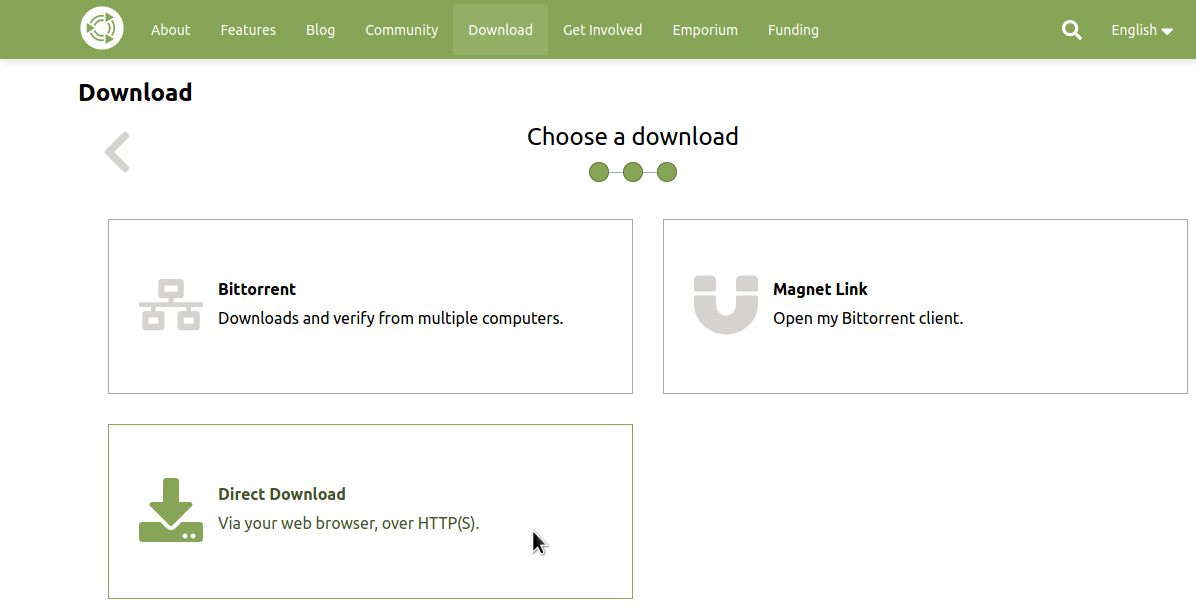 About Features Blog Community Download Get Involved Emporium Funding English
Download
Choose a download
Bittorrent
Downloads and verify from multiple computers.
Magnet Link
Open my Bittorrent client.
Direct Download
Via your web browser, over HTTP(S).